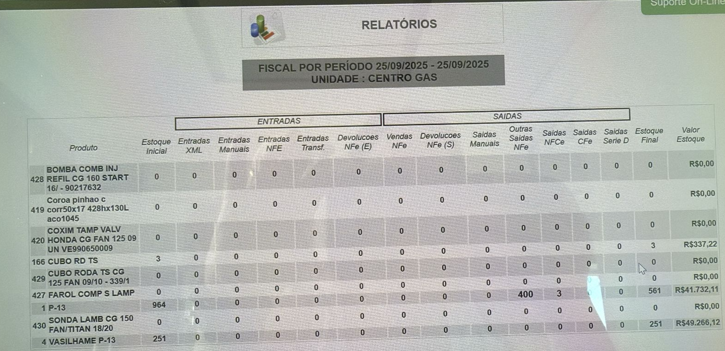 Suporte On-Line
RELATÓRIOS
FISCAL POR PERÍODO 25/09/2025 - 25/09/2025
UNIDADE : CENTRO GAS
ENTRADAS SAIDAS
Produto Estoque Inicial Entradas XML Entradas Manuais Entradas NFE Entradas Transf. Devolucoes NFe (E) Vendas NFe Devolucoes NFe (S) Saidas Manuais Outras Saidas NFe Saidas NFCe Saidas CFe Saidas Serie D Estoque Final Valor Estoque
428 BOMBA COMB INJ REFIL CG 160 START 16/ - 90217632 0 0 0 0 0 0 0 0 0 0 0 0 0 0 R$0,00
419 Coroa pinhao c corr50x17 428hx130L aco1045 0 0 0 0 0 0 0 0 0 0 0 0 0 0 R$0,00
420 COXIM TAMP VALV HONDA CG FAN 125 09 UN VE990650009 0 0 0 0 0 0 0 0 0 0 0 0 0 0 R$0,00
166 CUBO RD TS 3 0 0 0 0 0 0 0 0 0 0 0 0 3 R$337,22
429 CUBO RODA TS CG 125 FAN 09/10 - 339/1 0 0 0 0 0 0 0 0 0 0 0 0 0 0 R$0,00
427 FAROL COMP S LAMP 0 0 0 0 0 0 0 0 0 0 0 0 0 R$0,00
1 P-13 964 0 0 0 0 0 0 0 0 400 3 0 561 R$41.732,11
430 SONDA LAMB CG 150 FAN/TITAN 18/20 0 0 0 0 0 0 0 0 0 0 0 0 0 0 R$0,00
4 VASILHAME P-13 251 0 0 0 0 0 0 0 0 0 0 0 0 251 R$49.266,12